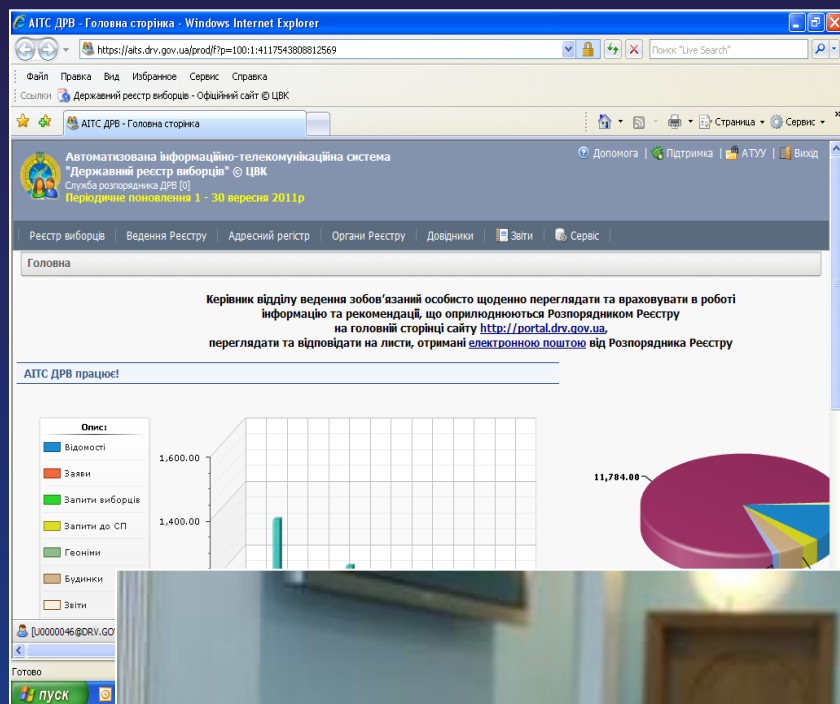 АІТС ДРВ - Головна сторінка - Windows Internet Explorer
https://aits.drv.gov.ua/prod/f?p=100:1:4117543808812569
Поиск "Live Search"
Файл Правка Вид Избранное Сервис Справка
Ссылки Державний реєстр виборців - Офіційний сайт © ЦВК
АІТС ДРВ - Головна сторінка
Страница Сервис
Автоматизована інформаційно-телекомунікаційна система
"Державний реєстр виборців" © ЦВК
Служба розпорядника ДРВ [0]
Періодичне поновлення 1 - 30 вересня 2011р
Допомога | Підтримка | АТУУ | Вихід
Реєстр виборців | Ведення Реєстру | Адресний регістр | Органи Реєстру | Довідники | Звіти | Сервіс
Головна
Керівник відділу ведення зобов’язаний особисто щоденно переглядати та враховувати в роботі
інформацію та рекомендації, що оприлюднюються Розпорядником Реєстру
на головній сторінці сайту http://portal.drv.gov.ua,
переглядати та відповідати на листи, отримані електронною поштою від Розпорядника Реєстру
АІТС ДРВ працює!
Опис:
Відомості
Заяви
Запити виборців
Запити до СП
Геоніми
Будинки
Звіти
1,600.00
1,400.00
11,784.00
[U0000046@DRV.GO
Готово
пуск